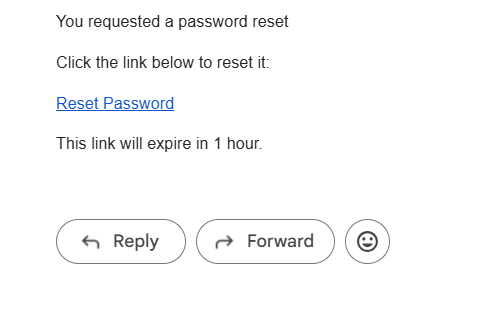 You requested a password reset
Click the link below to reset it:
Reset Password
This link will expire in 1 hour.
Reply Forward